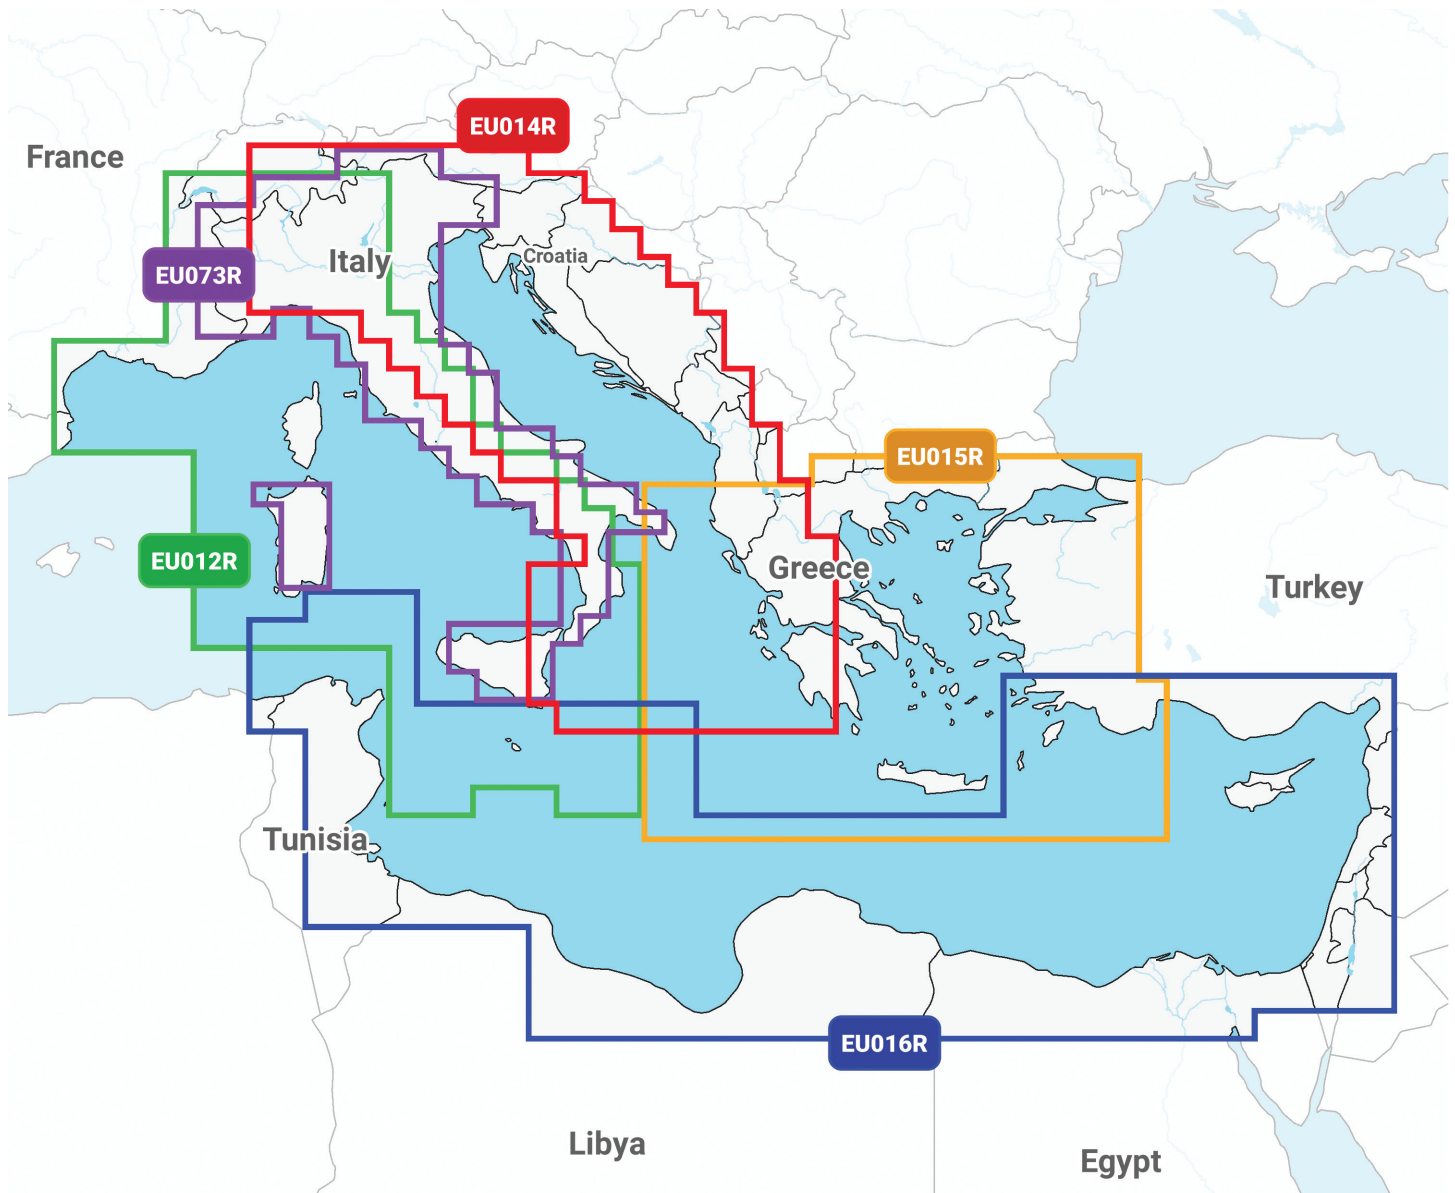 EU014R
France
Croatia
Italy
EU073R
EU015R
EU012R
Greece
Turkey
Tunisia
EU016R
Libya
Egypt